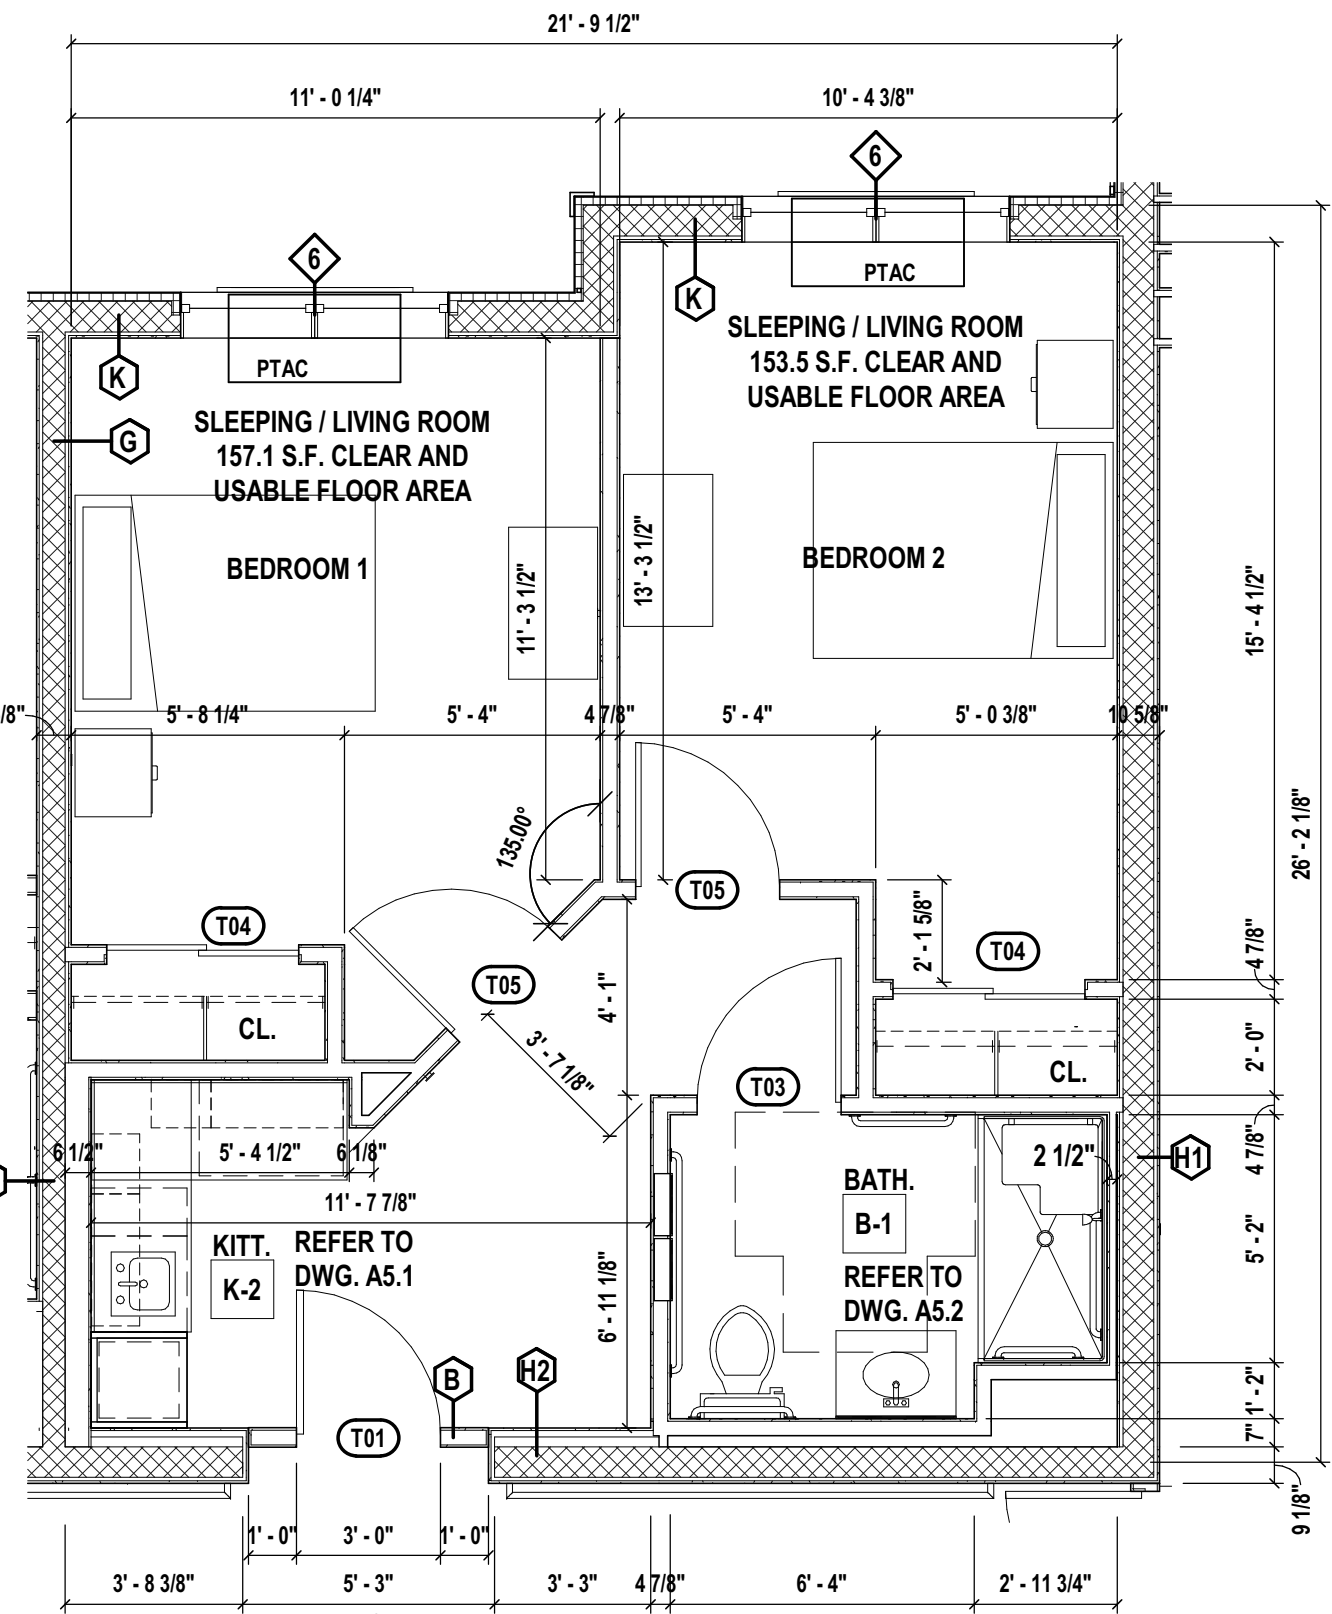 21' - 9 1/2"
11' - 0 1/4"
10' - 4 3/8"
6
6
K
K
PTAC
PTAC
SLEEPING / LIVING ROOM
153.5 S.F. CLEAR AND
USABLE FLOOR AREA
G
SLEEPING / LIVING ROOM
157.1 S.F. CLEAR AND
USABLE FLOOR AREA
BEDROOM 1
BEDROOM 2
11' - 3 1/2"
13' - 3 1/2"
15' - 4 1/2"
26' - 2 1/8"
/8"
5' - 8 1/4"
5' - 4"
4 7/8"
5' - 4"
5' - 0 3/8"
10 5/8"
135.00°
T05
T04
T04
2' - 1 5/8"
4 7/8"
T05
4' - 1"
3' - 7 1/8"
CL.
CL.
2' - 0"
T03
6 1/2"
5' - 4 1/2"
6 1/8"
2 1/2"
H1
4 7/8"
11' - 7 7/8"
BATH.
B-1
KITT.
K-2
REFER TO
DWG. A5.1
REFER TO
DWG. A5.2
6' - 11 1/8"
5' - 2"
B
H2
T01
1' - 2"
7"
9 1/8"
1' - 0"
3' - 0"
1' - 0"
3' - 8 3/8"
5' - 3"
3' - 3"
4 7/8"
6' - 4"
2' - 11 3/4"